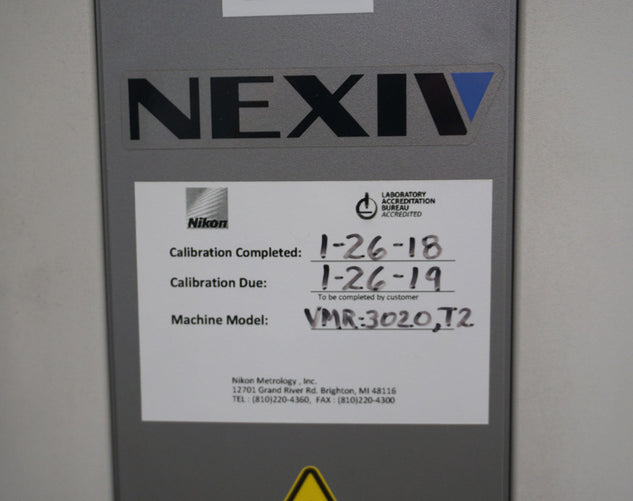 NEXIV
Nikon
LABORATORY
ACCREDITATION
BUREAU
ACCREDITED
Calibration Completed: 1-26-18
Calibration Due: 1-26-19
To be completed by customer
Machine Model: VMR-3020,T2
Nikon Metrology , Inc.
12701 Grand River Rd. Brighton, MI 48116
TEL : (810)220-4360, FAX : (810)220-4300